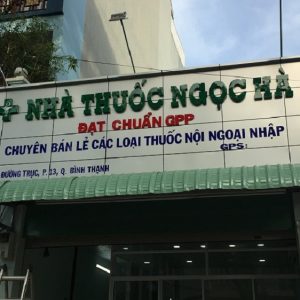 NHÀ THUỐC NGỌC HÀ
ĐẠT CHUẨN GPP
CHUYÊN BÁN LẺ CÁC LOẠI THUỐC NỘI NGOẠI NHẬP
GPS:
ĐƯỜNG TRỤC, P. 13, Q. BÌNH THẠNH